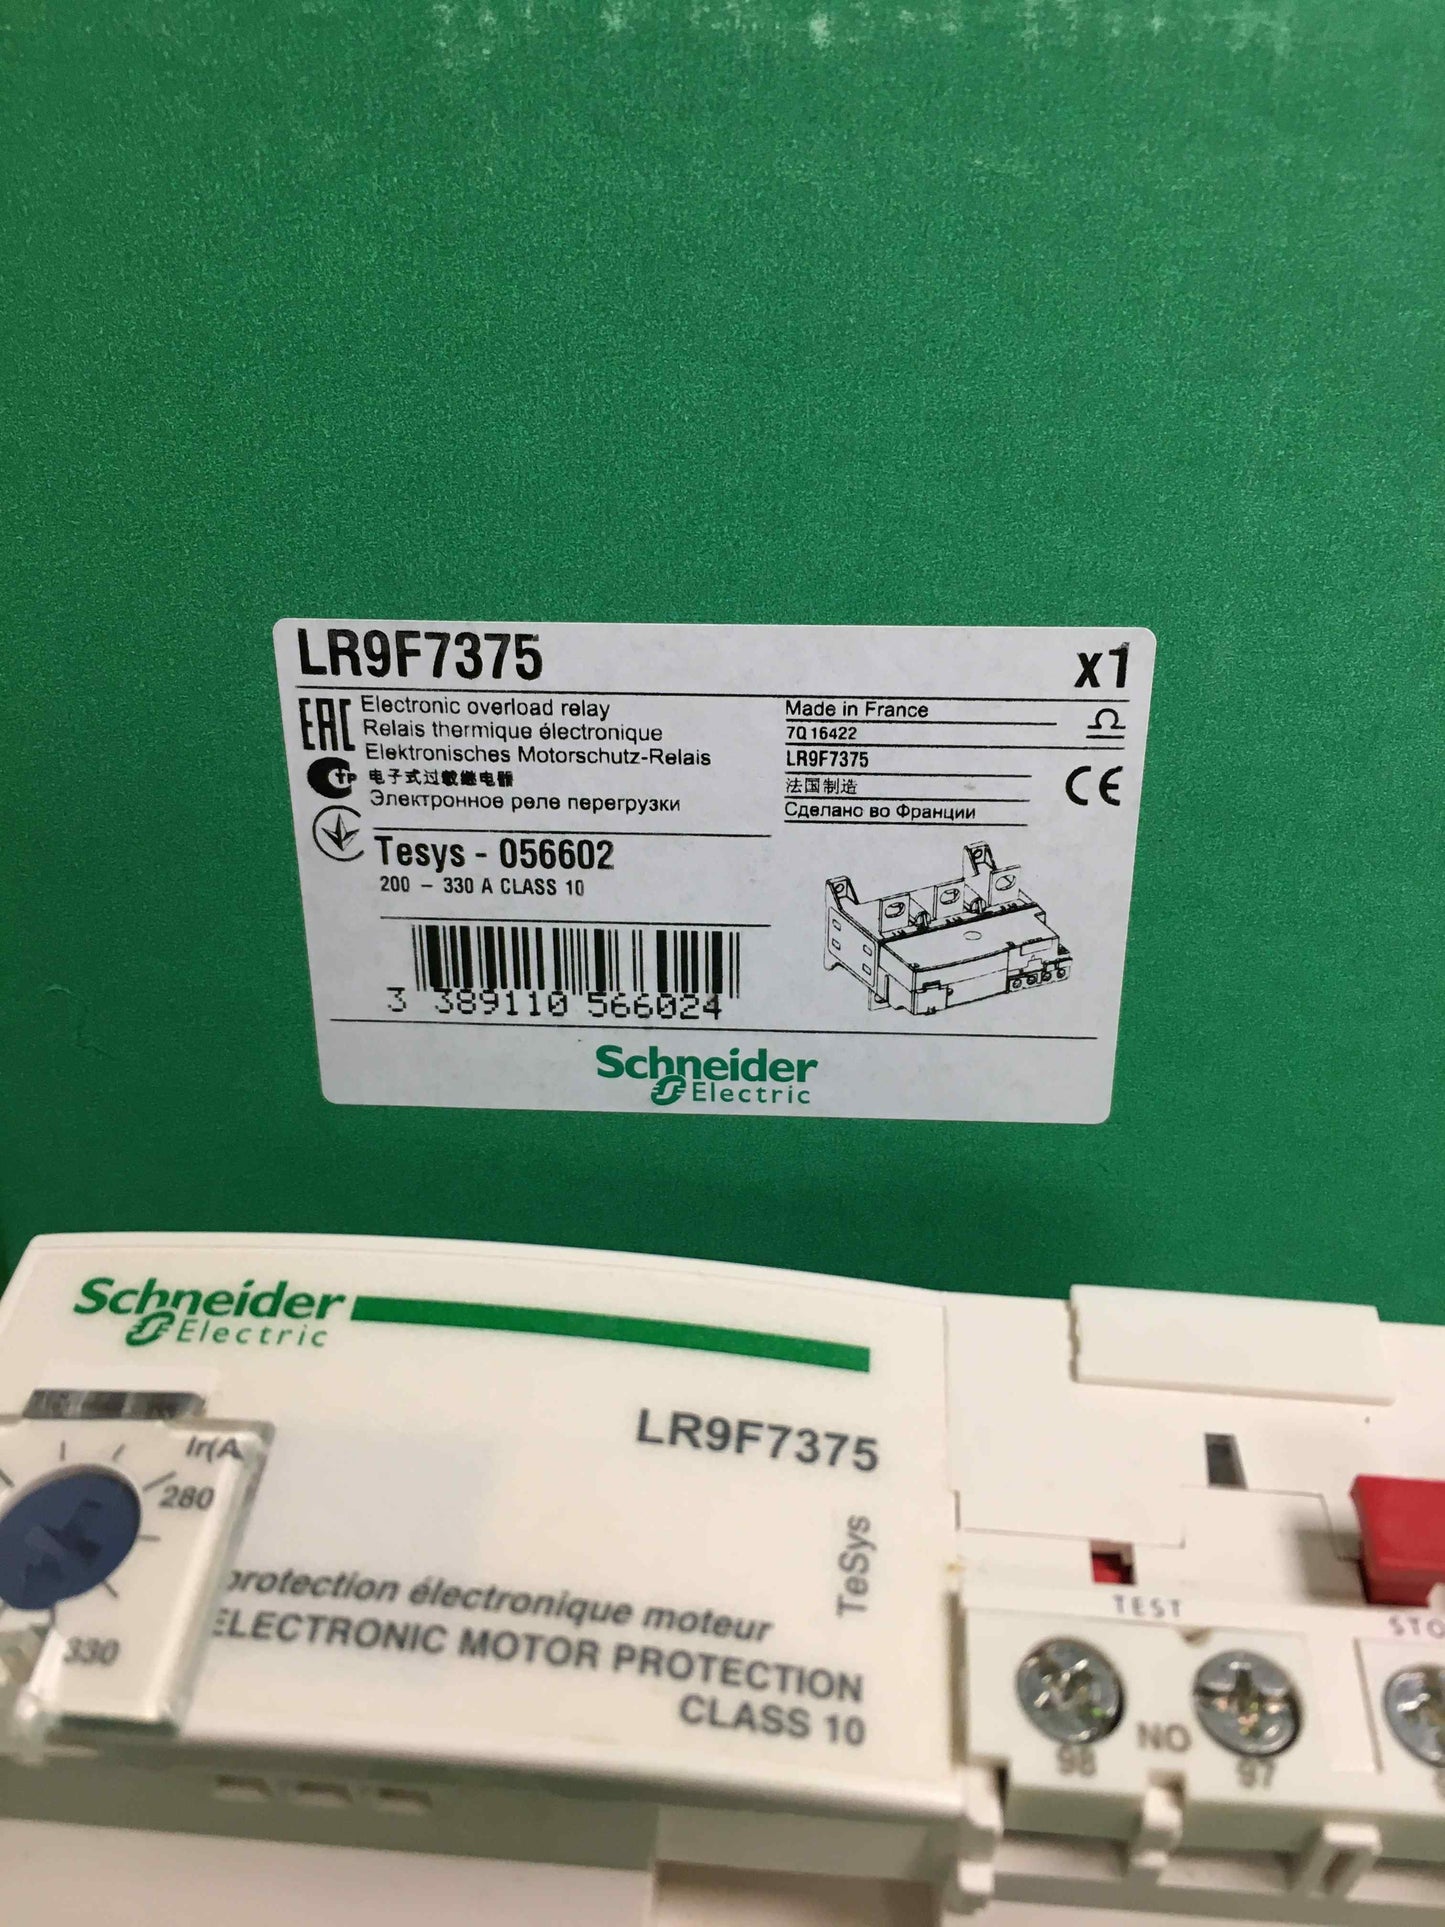 LR9F7375
x1
EAC
Electronic overload relay
Relais thermique électronique
Elektronisches Motorschutz-Relais
电子式过敏继电器
Электронное реле перегрузки
Made in France
7Q16422
LR9F7375
法国制造
Сделано во Франции
CE
Tesys - 056602
200 - 330 A CLASS 10
3 389110 566024
Schneider
Electric
Schneider
Electric
LR9F7375
TeSys
Ir(A
280
330
protection électronique moteur
ELECTRONIC MOTOR PROTECTION
CLASS 10
TEST
STO
98 NO 97